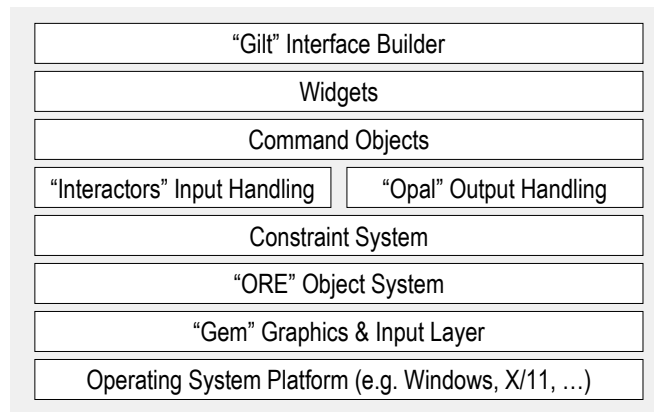 “Gilt” Interface Builder
Widgets
Command Objects
“Interactors” Input Handling
“Opal” Output Handling
Constraint System
“ORE” Object System
“Gem” Graphics & Input Layer
Operating System Platform (e.g. Windows, X/11, …)